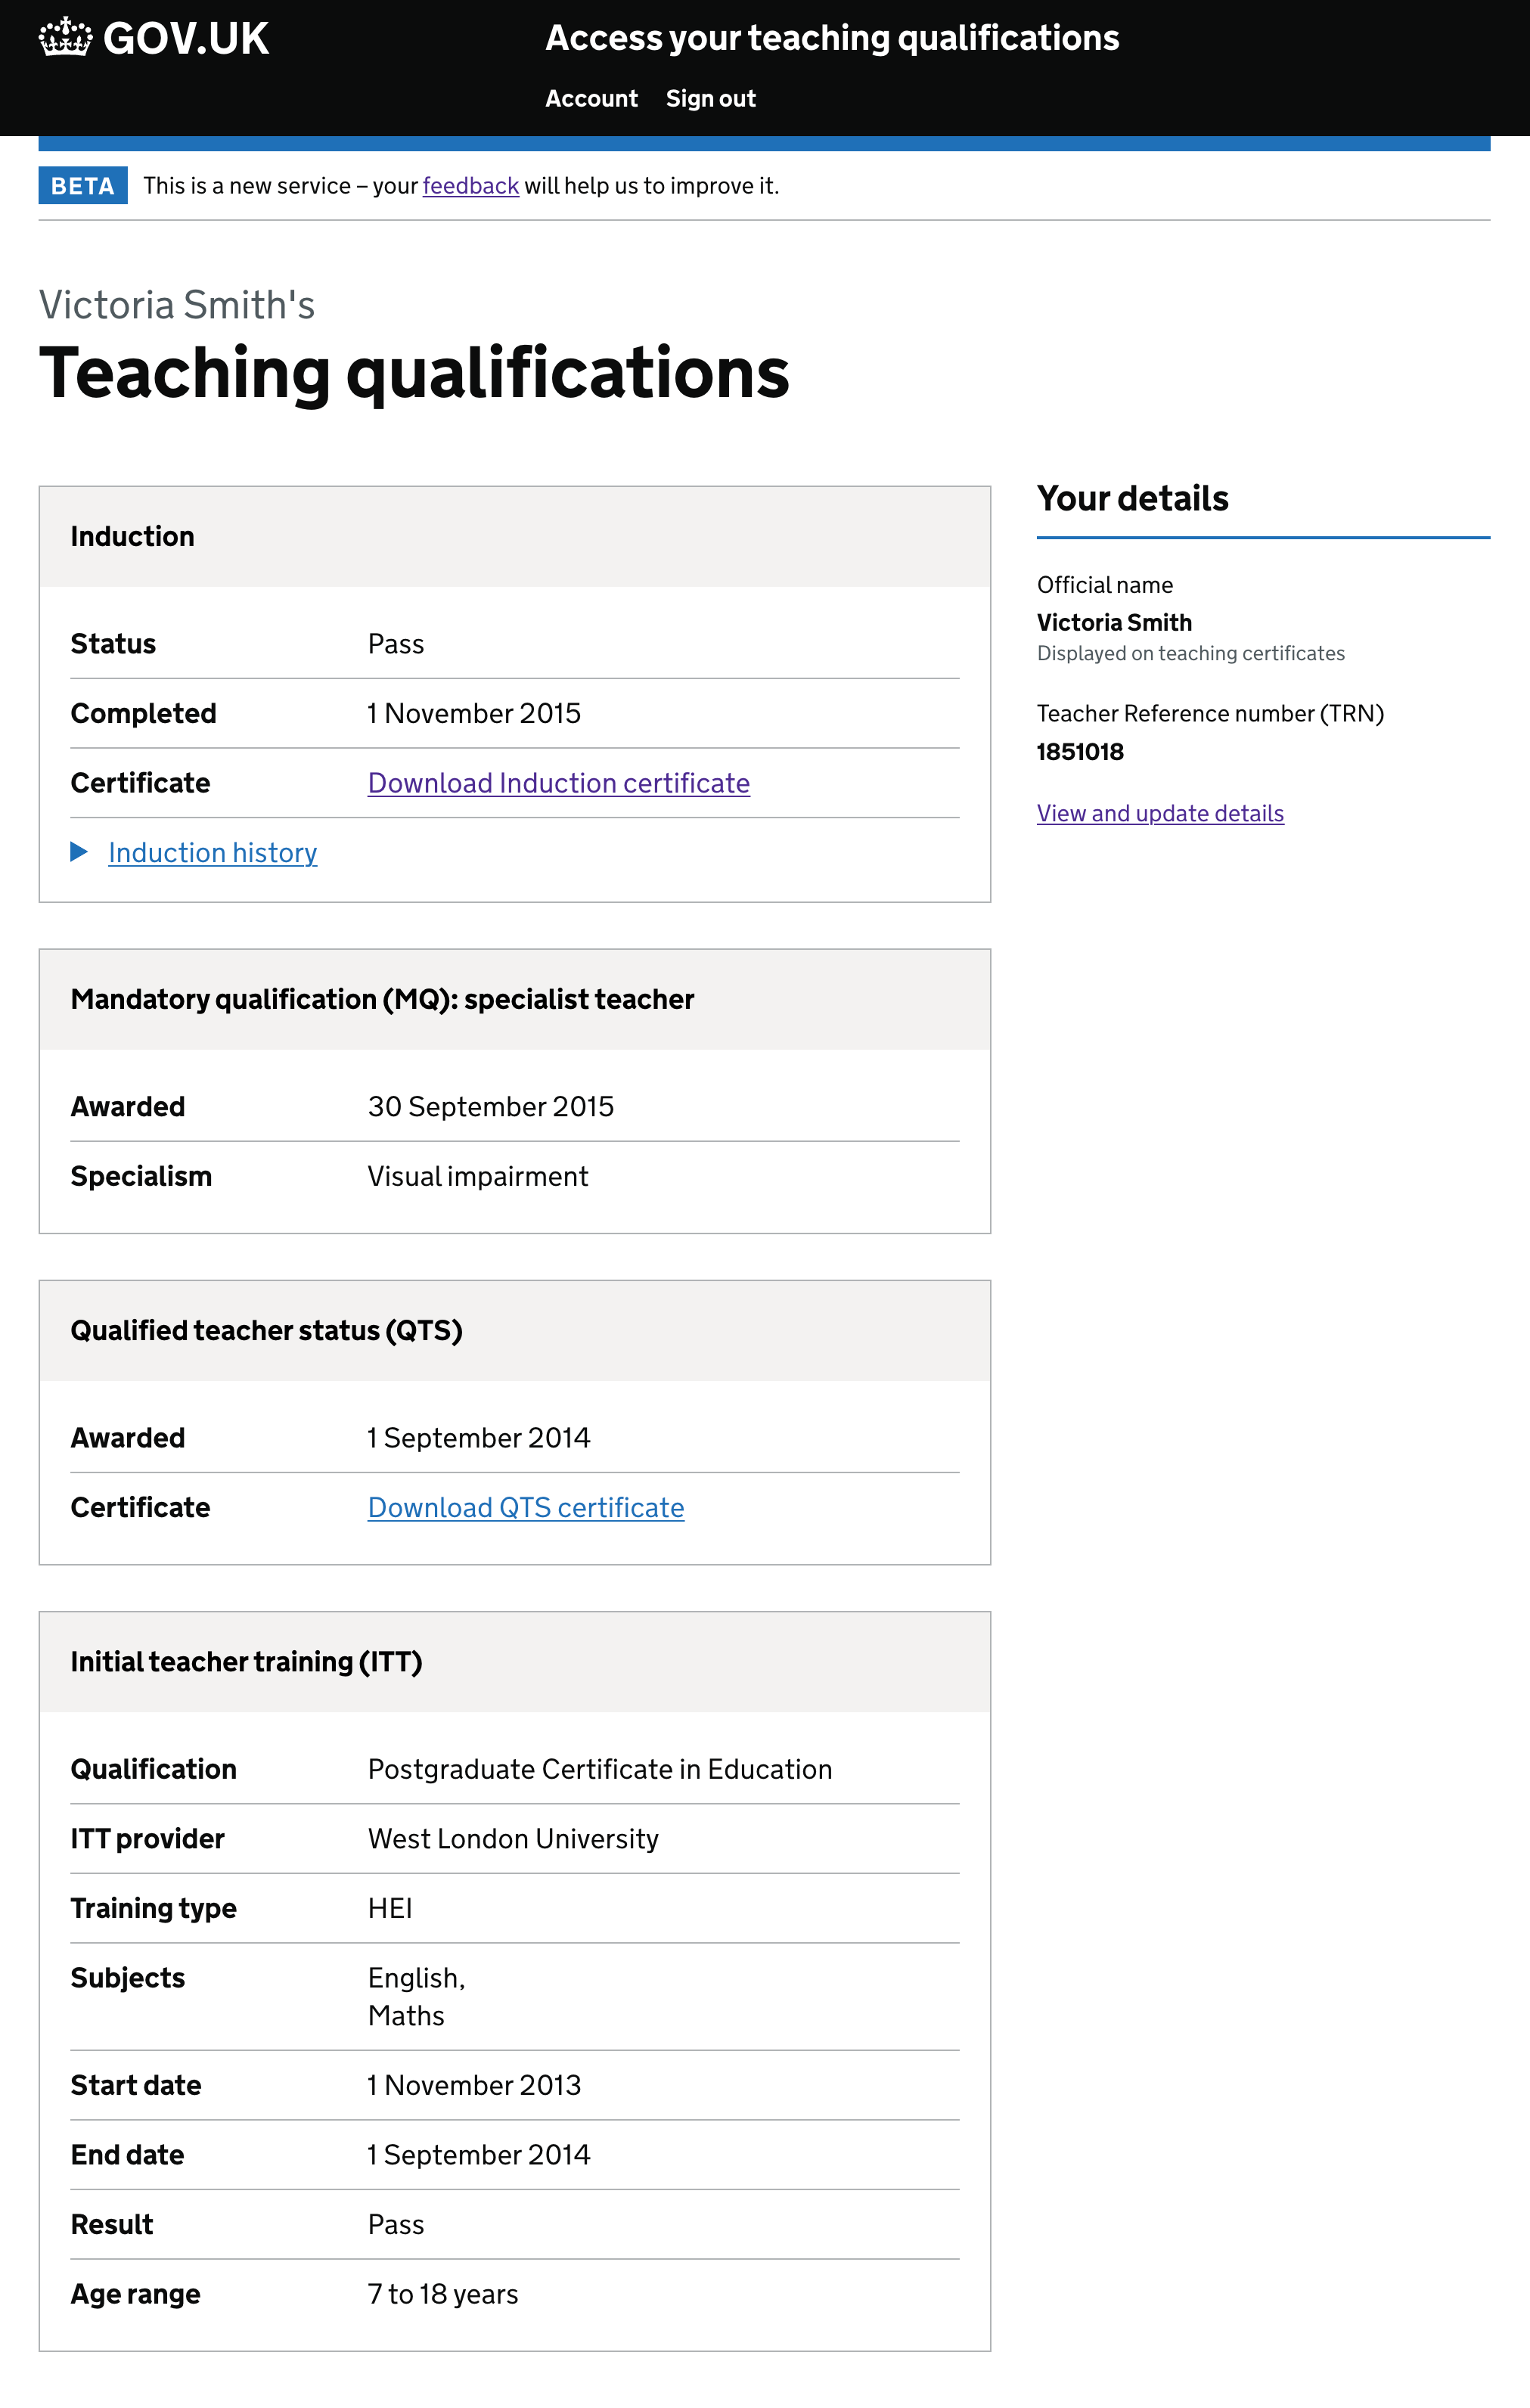 GOV.UK
Access your teaching qualifications
Account Sign out
BETA This is a new service – your feedback will help us to improve it.
Victoria Smith's
Teaching qualifications
Induction
Status Pass
Completed 1 November 2015
Certificate Download Induction certificate
Induction history
Mandatory qualification (MQ): specialist teacher
Awarded 30 September 2015
Specialism Visual impairment
Qualified teacher status (QTS)
Awarded 1 September 2014
Certificate Download QTS certificate
Initial teacher training (ITT)
Qualification Postgraduate Certificate in Education
ITT provider West London University
Training type HEI
Subjects English,
Maths
Start date 1 November 2013
End date 1 September 2014
Result Pass
Age range 7 to 18 years
Your details
Official name
Victoria Smith
Displayed on teaching certificates
Teacher Reference number (TRN)
1851018
View and update details